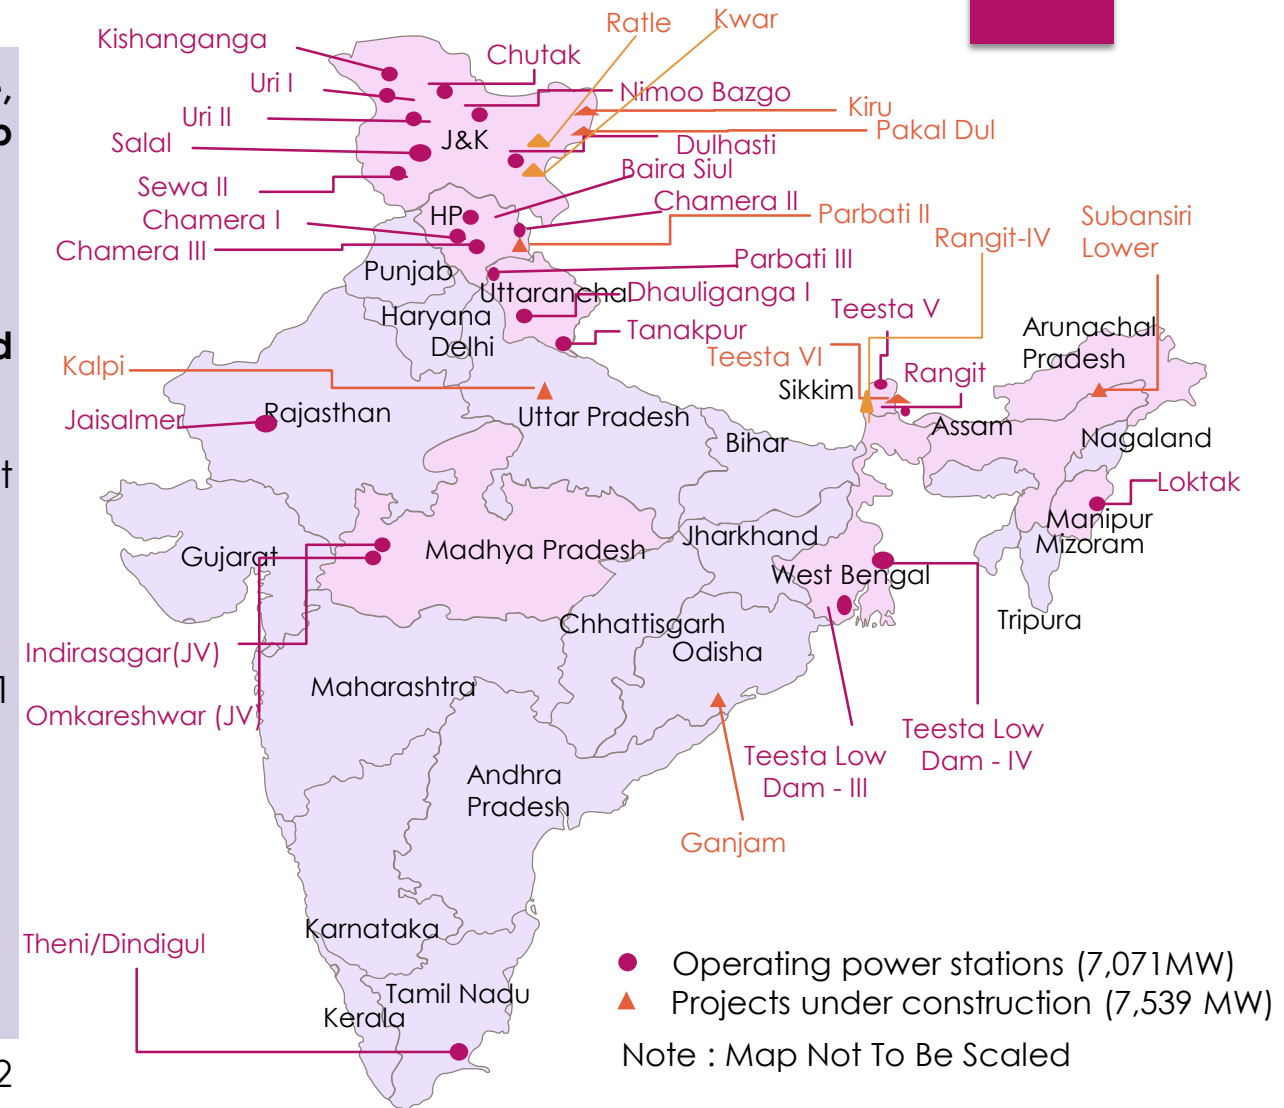 Ratle
Kwar
Kishanganga
Chutak
Uri I
Nimoo Bazgo
Kiru
Uri II
Pakal Dul
Salal
J&K
Dulhasti
Baira Siul
Sewa II
Chamera II
Chamera I
HP
Parbati II
Subansiri
Lower
Rangit-IV
Chamera III
Parbati III
Punjab
Uttaranchal
Dhauliganga I
Teesta V
Haryana
Delhi
Tanakpur
Arunachal
Pradesh
Teesta VI
Kalpi
Rangit
Sikkim
Jaisalmer
Rajasthan
Uttar Pradesh
Bihar
Assam
Nagaland
Loktak
Manipur
Mizoram
Gujarat
Madhya Pradesh
Jharkhand
West Bengal
Tripura
Chhattisgarh
Odisha
Indirasagar(JV)
Maharashtra
Omkareshwar (JV)
Teesta Low
Dam - IV
Teesta Low
Dam - III
Andhra
Pradesh
Ganjam
Karnataka
Theni/Dindigul
Tamil Nadu
Kerala
Operating power stations (7,071MW)
Projects under construction (7,539 MW)
Note : Map Not To Be Scaled